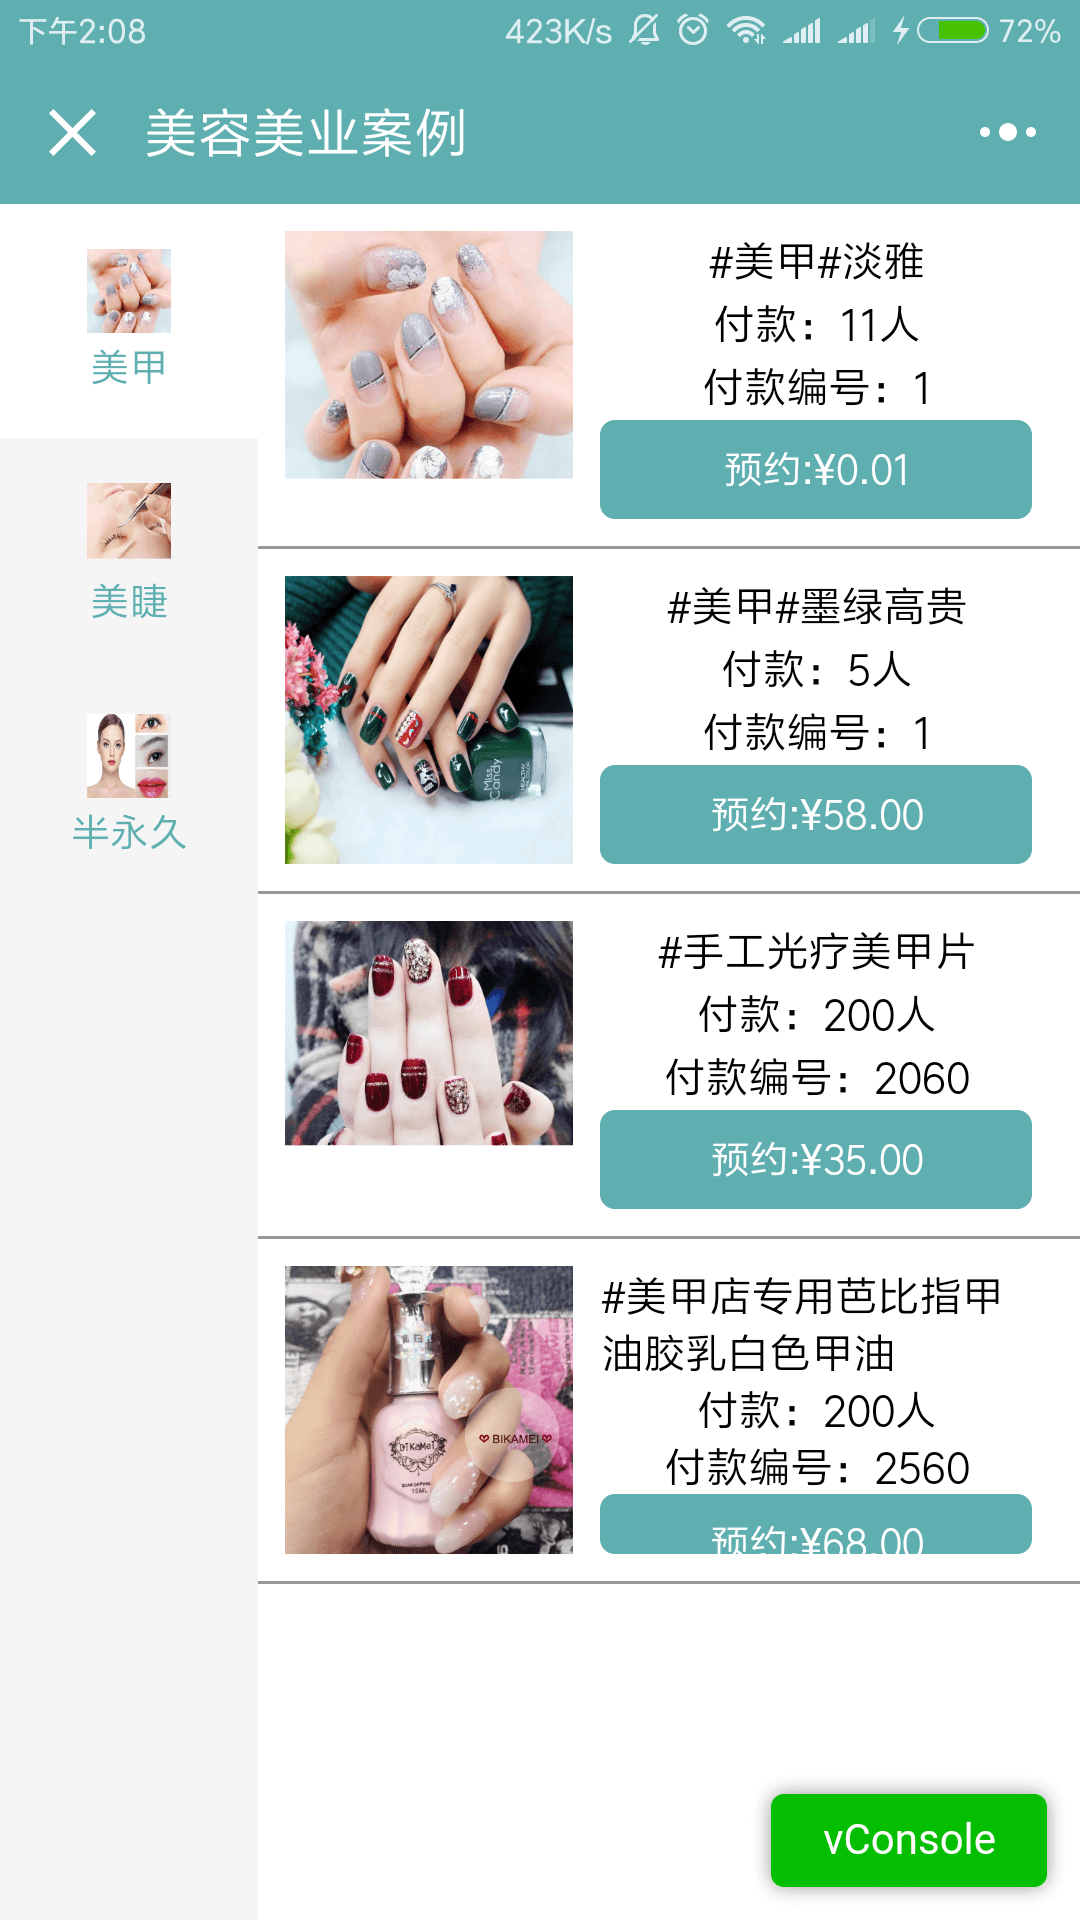 下午2:08
423K/s
72%
美容美业案例
美甲
美睫
半永久
#美甲#淡雅
付款：11人
付款编号：1
预约:¥0.01
#美甲#墨绿高贵
付款：5人
付款编号：1
预约:¥58.00
Miss
Candy
HEALTHY
#手工光疗美甲片
付款：200人
付款编号：2060
预约:¥35.00
#美甲店专用芭比指甲
油胶乳白色甲油
付款：200人
付款编号：2560
预约:¥68.00
BiKaMei
15ML
BIKAMEI
vConsole